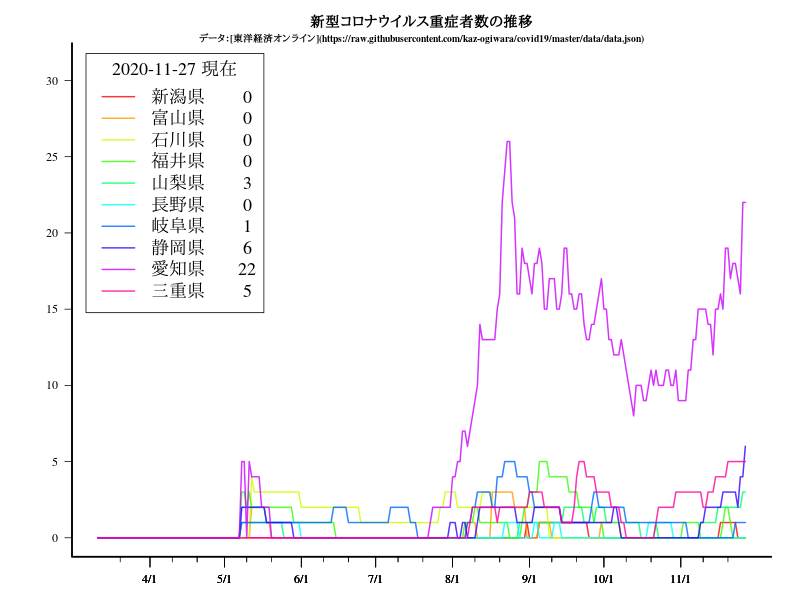 新型コロナウイルス重症者数の推移
データ:[東洋経済オンライン](https://raw.githubusercontent.com/kaz-ogiwara/covid19/master/data/data.json)
2020-11-27 現在
新潟県 0
富山県 0
石川県 0
福井県 0
山梨県 3
長野県 0
岐阜県 1
静岡県 6
愛知県 22
三重県 5
30
25
20
15
10
5
0
4/1 5/1 6/1 7/1 8/1 9/1 10/1 11/1